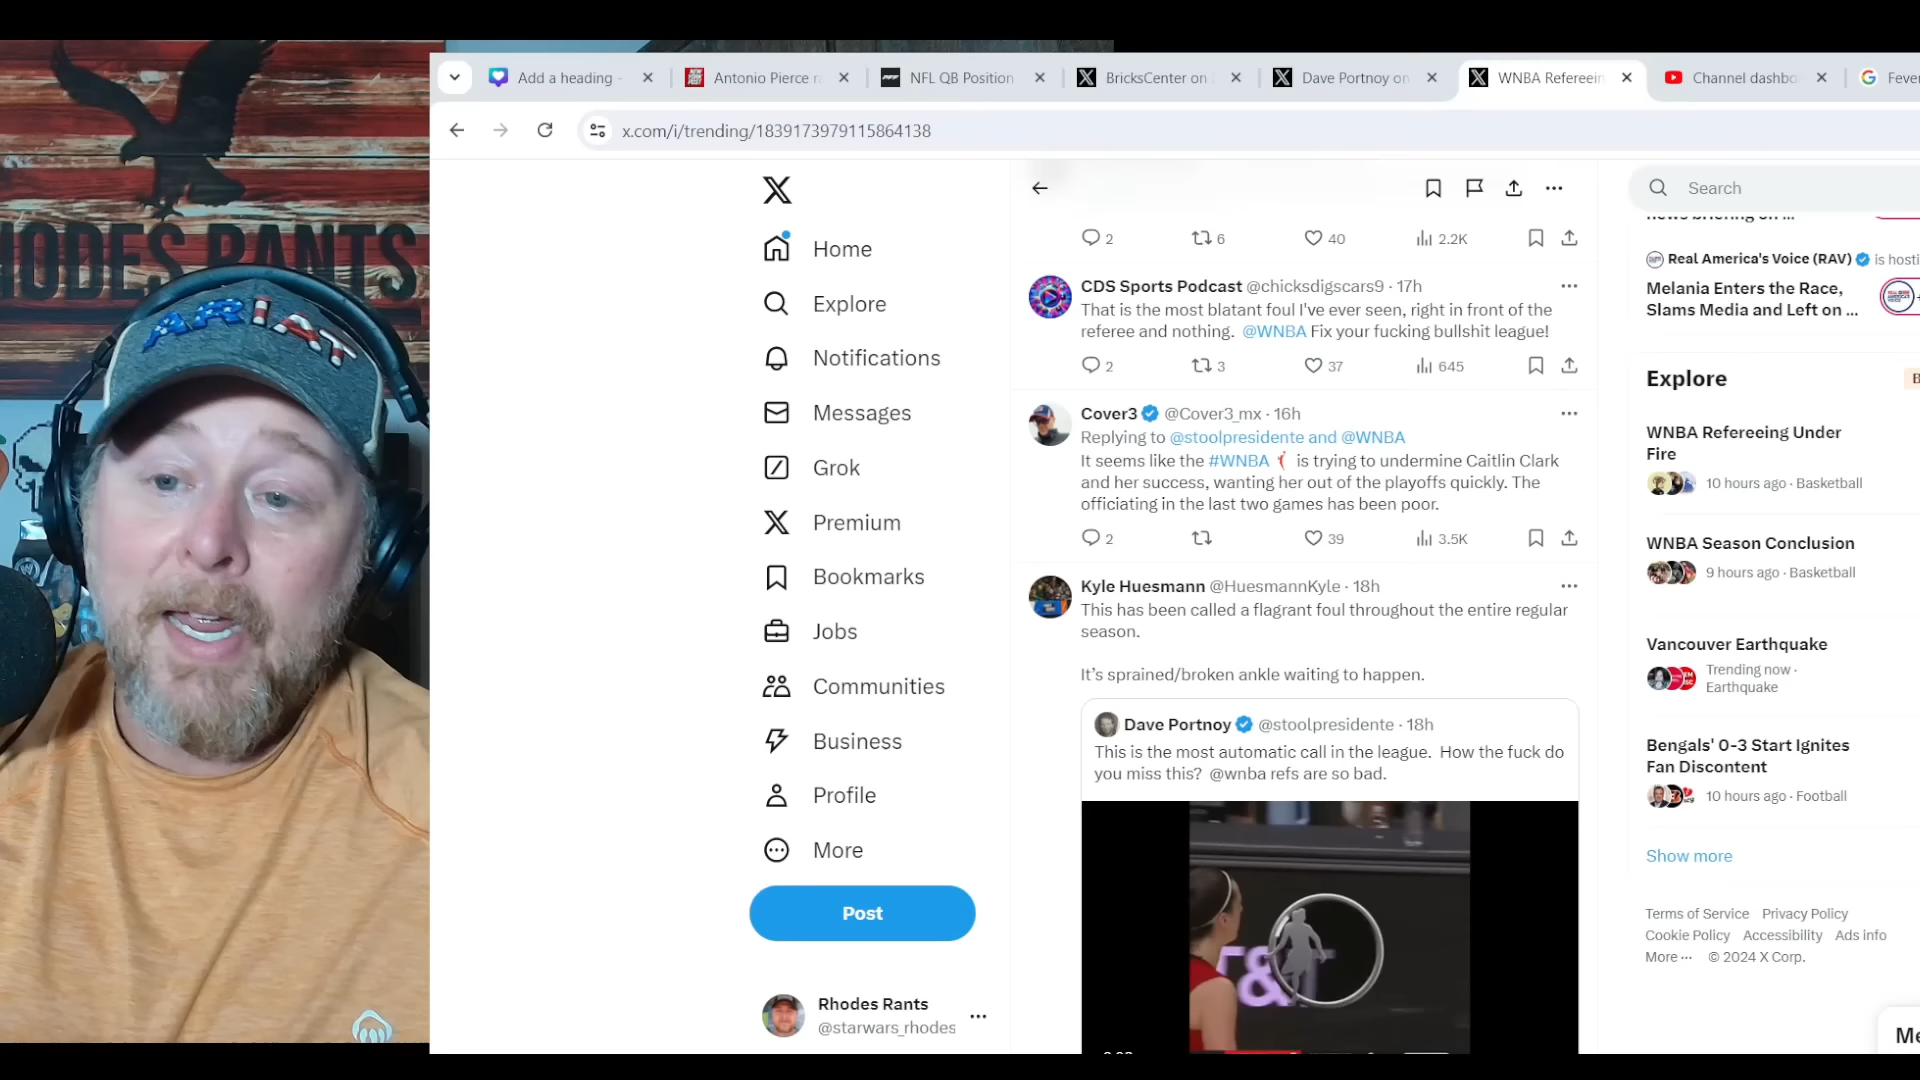 Add a heading -
Antonio Pierce r
NFL QB Position
BricksCenter on
Dave Portnoy on
WNBA Refereein
Channel dashbo
Fever
x.com/i/trending/1839173979115864138
HODES RANTS
ARIAT
Home
Explore
Notifications
Messages
Grok
Premium
Bookmarks
Jobs
Communities
Business
Profile
More
Post
Rhodes Rants
@starwars_rhodes
2 6 40 2.2K
CDS Sports Podcast @chicksdigscars9 · 17h
That is the most blatant foul I've ever seen, right in front of the
referee and nothing. @WNBA Fix your fucking bullshit league!
2 3 37 645
Cover3 @Cover3_mx · 16h
Replying to @stoolpresidente and @WNBA
It seems like the #WNBA is trying to undermine Caitlin Clark
and her success, wanting her out of the playoffs quickly. The
officiating in the last two games has been poor.
2 39 3.5K
Kyle Huesmann @HuesmannKyle · 18h
This has been called a flagrant foul throughout the entire regular
season.
It's sprained/broken ankle waiting to happen.
Dave Portnoy @stoolpresidente · 18h
This is the most automatic call in the league. How the fuck do
you miss this? @wnba refs are so bad.
T&T
Search
news briefing on ...
Real America's Voice (RAV) is hosti
Melania Enters the Race,
Slams Media and Left on ...
Explore
B
WNBA Refereeing Under
Fire
10 hours ago · Basketball
WNBA Season Conclusion
9 hours ago · Basketball
Vancouver Earthquake
Trending now ·
Earthquake
Bengals' 0-3 Start Ignites
Fan Discontent
10 hours ago · Football
Show more
Terms of Service Privacy Policy
Cookie Policy Accessibility Ads info
More ··· © 2024 X Corp.
Me